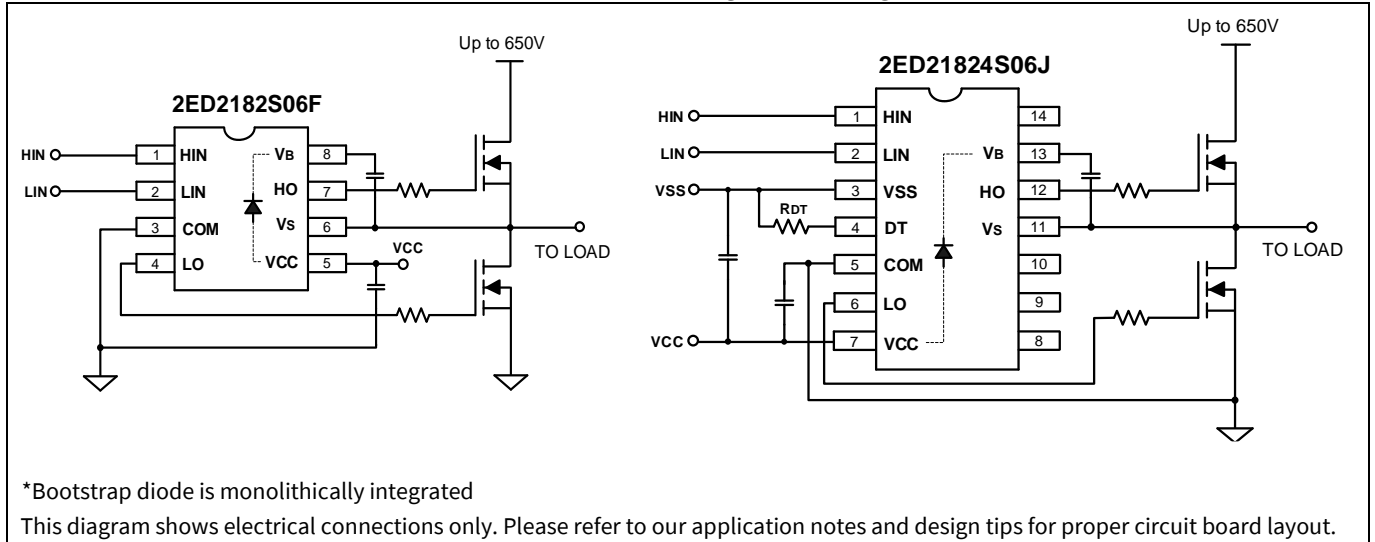 Up to 650V
2ED2182S06F
HIN
1
HIN
VB
8
LIN
2
LIN
HO
7
3
COM
VS
6
4
LO
VCC
5
VCC
TO LOAD
Up to 650V
2ED21824S06J
HIN
1
HIN
14
LIN
2
LIN
VB
13
VSS
3
VSS
HO
12
RDT
4
DT
VS
11
TO LOAD
5
COM
10
6
LO
9
VCC
7
VCC
8
*Bootstrap diode is monolithically integrated
This diagram shows electrical connections only. Please refer to our application notes and design tips for proper circuit board layout.